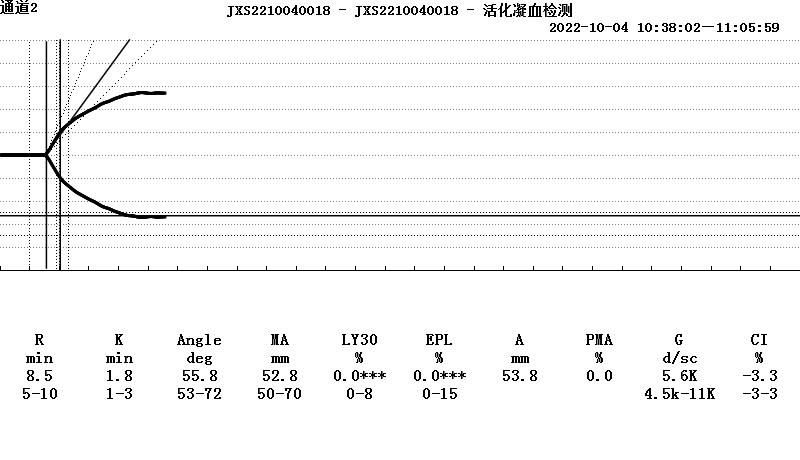 通道2
JXS2210040018 - JXS2210040018 - 活化凝血检测
2022-10-04 10:38:02—11:05:59
R K Angle MA LY30 EPL A PMA G CI
min min deg mm % % mm % d/sc %
8.5 1.8 55.8 52.8 0.0*** 0.0*** 53.8 0.0 5.6K -3.3
5-10 1-3 53-72 50-70 0-8 0-15 4.5k-11K -3-3